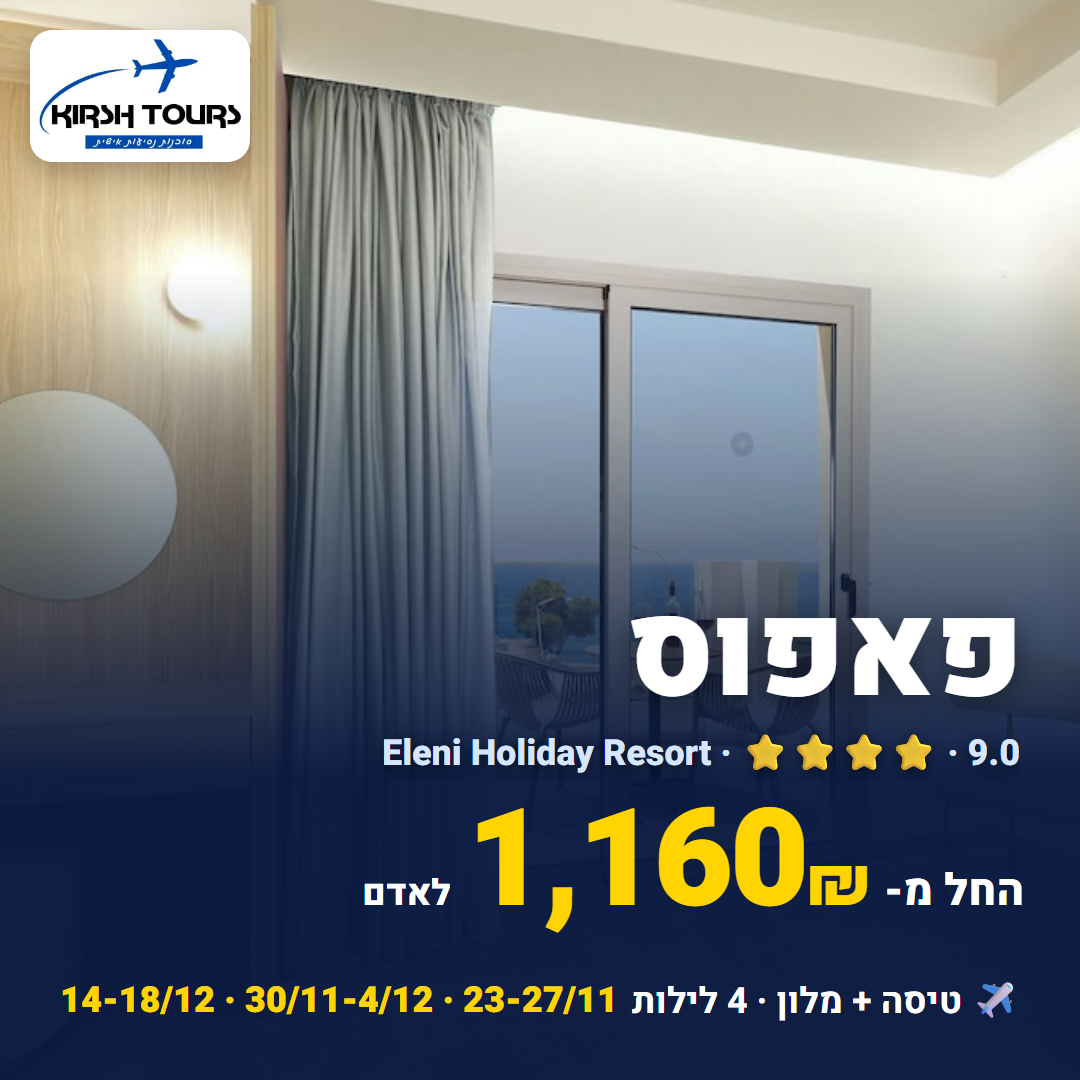 KIRSH TOURS
סוכנות נסיעות אישית
פאפוס
9.0 · ⭐⭐⭐⭐ · Eleni Holiday Resort
החל מ- ₪1,160 לאדם
✈️ טיסה + מלון · 4 לילות 23-27/11 · 30/11-4/12 · 14-18/12